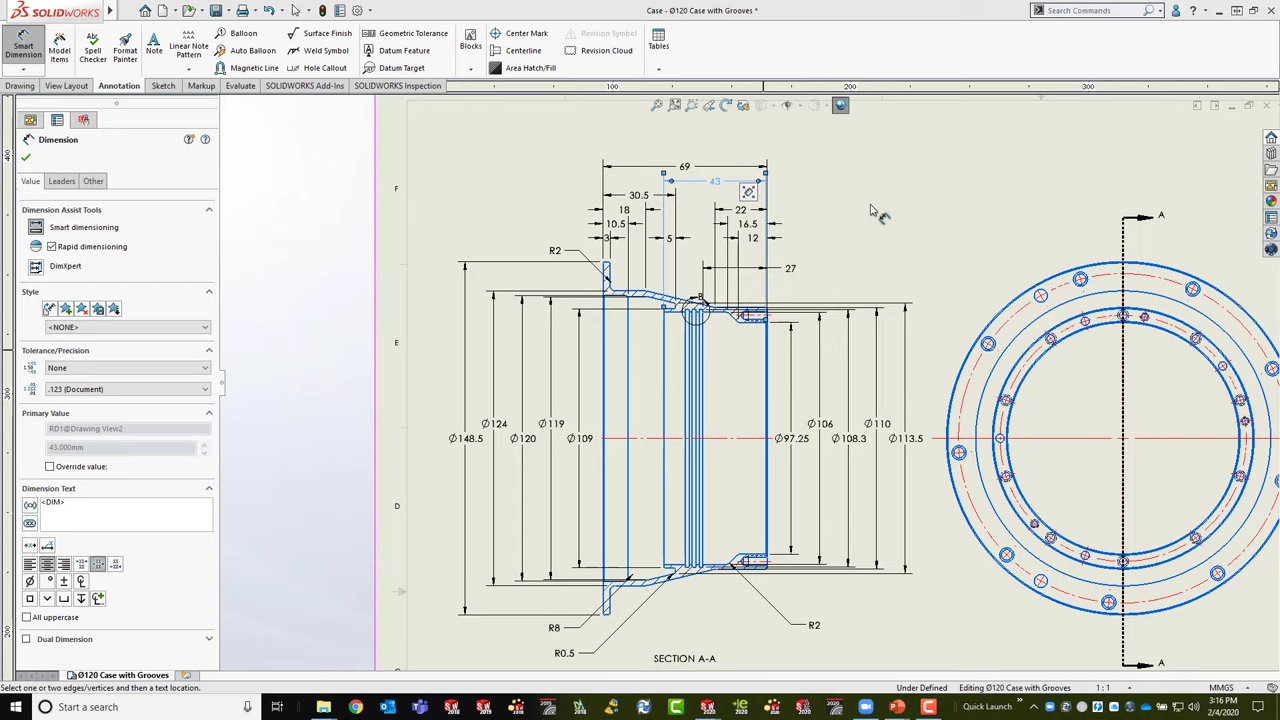 SOLIDWORKS
Case - Ø120 Case with Grooves *
Search Commands
Smart Dimension
Model Items
Spell Checker
Format Painter
Note
Linear Note Pattern
Balloon
Auto Balloon
Magnetic Line
Surface Finish
Weld Symbol
Hole Callout
Geometric Tolerance
Datum Feature
Datum Target
Blocks
Center Mark
Centerline
Area Hatch/Fill
Revision Symbol
Revision Cloud
Tables
Drawing
View Layout
Annotation
Sketch
Markup
Evaluate
SOLIDWORKS Add-Ins
SOLIDWORKS Inspection
100
200
300
400
300
200
Dimension
Value
Leaders
Other
Dimension Assist Tools
Smart dimensioning
Rapid dimensioning
DimXpert
Style
<NONE>
Tolerance/Precision
None
.123 (Document)
Primary Value
RD1@Drawing View2
43.000mm
Override value:
Dimension Text
<DIM>
All uppercase
Dual Dimension
F
E
D
69
43
30.5
18
22
10.5
16.5
3
5
12
R2
27
B
Ø124
Ø119
Ø148.5
Ø120
Ø109
Ø106
Ø110
Ø97.25
Ø108.3
Ø113.5
R8
R2
R0.5
SECTION A-A
A
A
Ø120 Case with Grooves
Select one or two edges/vertices and then a text location.
Under Defined
Editing Ø120 Case with Grooves
1 : 1
MMGS
Start a search
Quick Launch
3:16 PM
2/4/2020